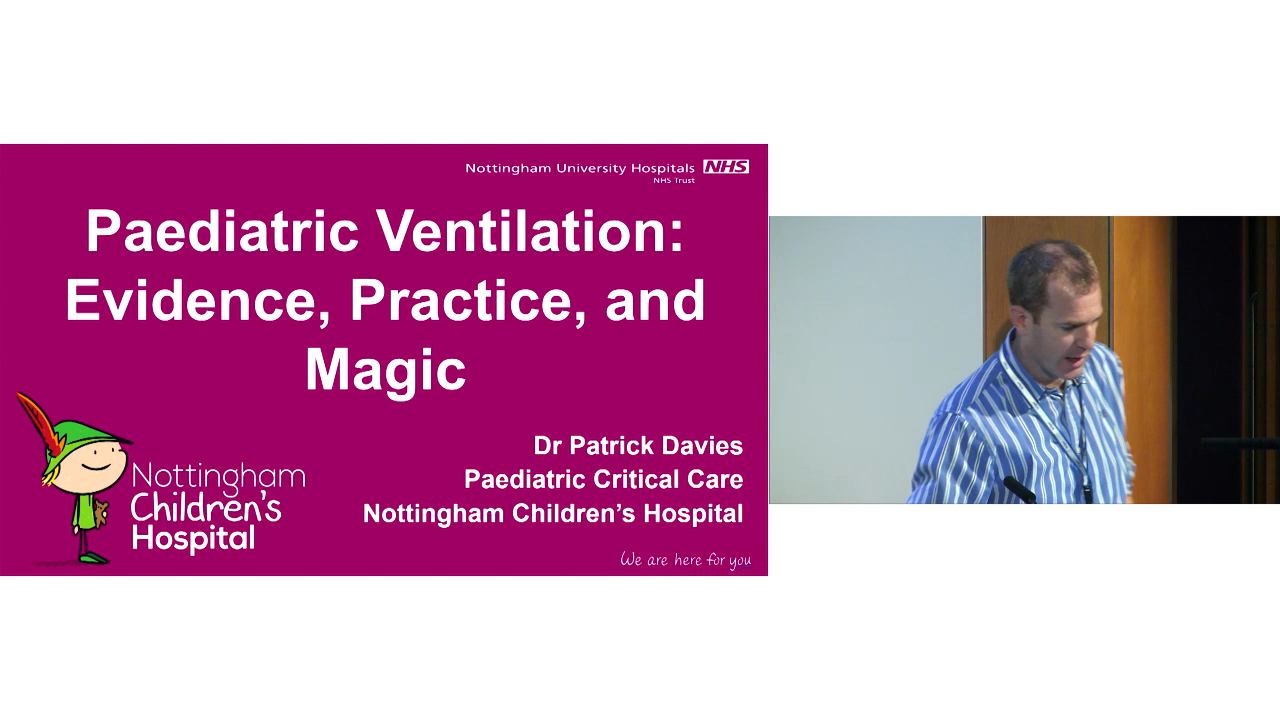 Nottingham University Hospitals NHS
NHS Trust
Paediatric Ventilation:
Evidence, Practice, and
Magic
Dr Patrick Davies
Paediatric Critical Care
Nottingham Children's Hospital
Nottingham
Children's
Hospital
We are here for you